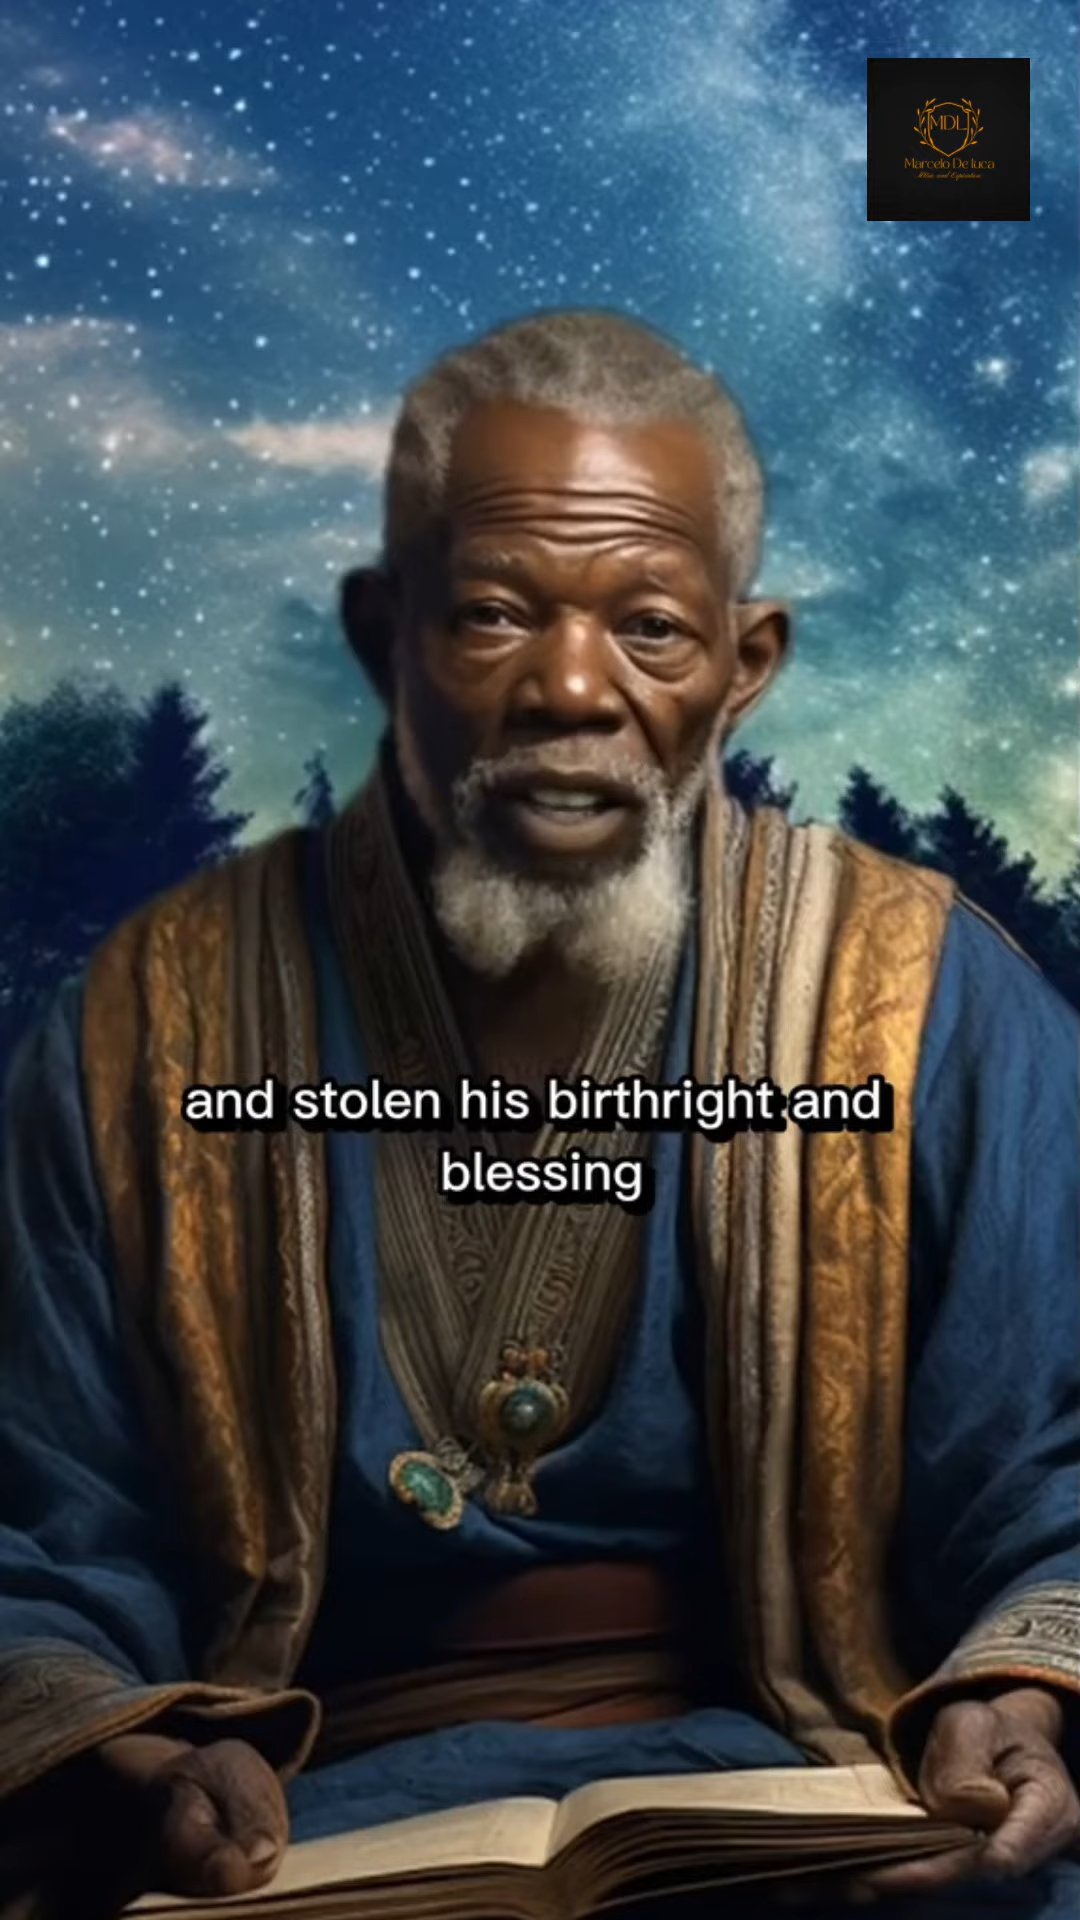 MDL
Marcelo De luca
and stolen his birthright and
blessing